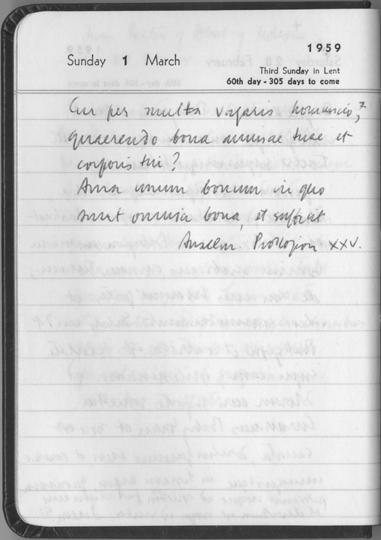 1959
Sunday 1 March
Third Sunday in Lent
60th day - 305 days to come
Cur per multa vagaris homuncio,
quaerendo bona animae tuae et
corporis tui?
Ama unum bonum in quo
sunt omnia bona, et sufficit
Anselm. Proslogion XXV.